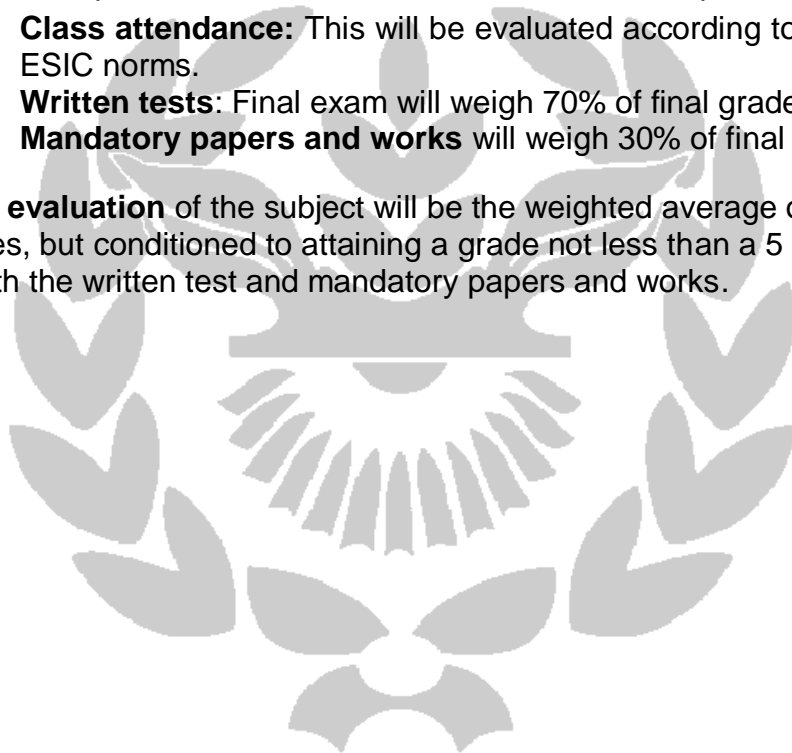 Class attendance: This will be evaluated according to
ESIC norms.
Written tests: Final exam will weigh 70% of final grade
Mandatory papers and works will weigh 30% of final
evaluation of the subject will be the weighted average
es, but conditioned to attaining a grade not less than a 5
th the written test and mandatory papers and works.